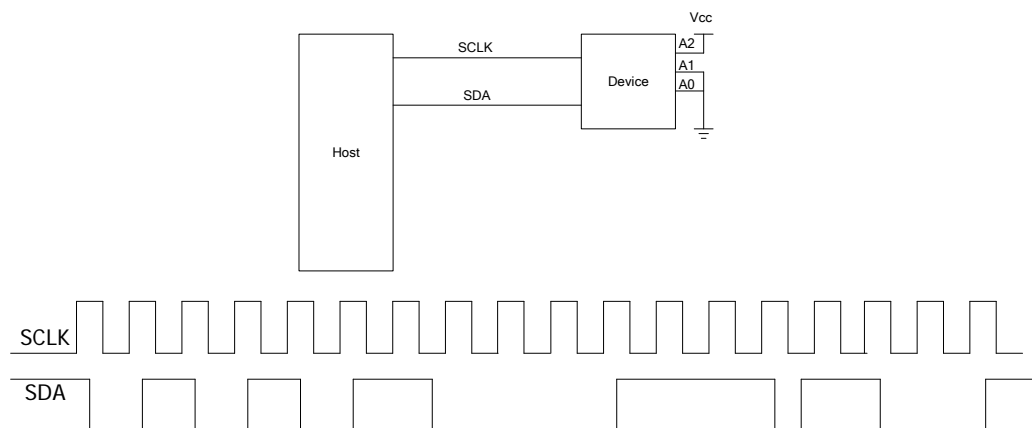 Vcc
SCLK
A2
A1
Device
A0
SDA
Host
SCLK
SDA